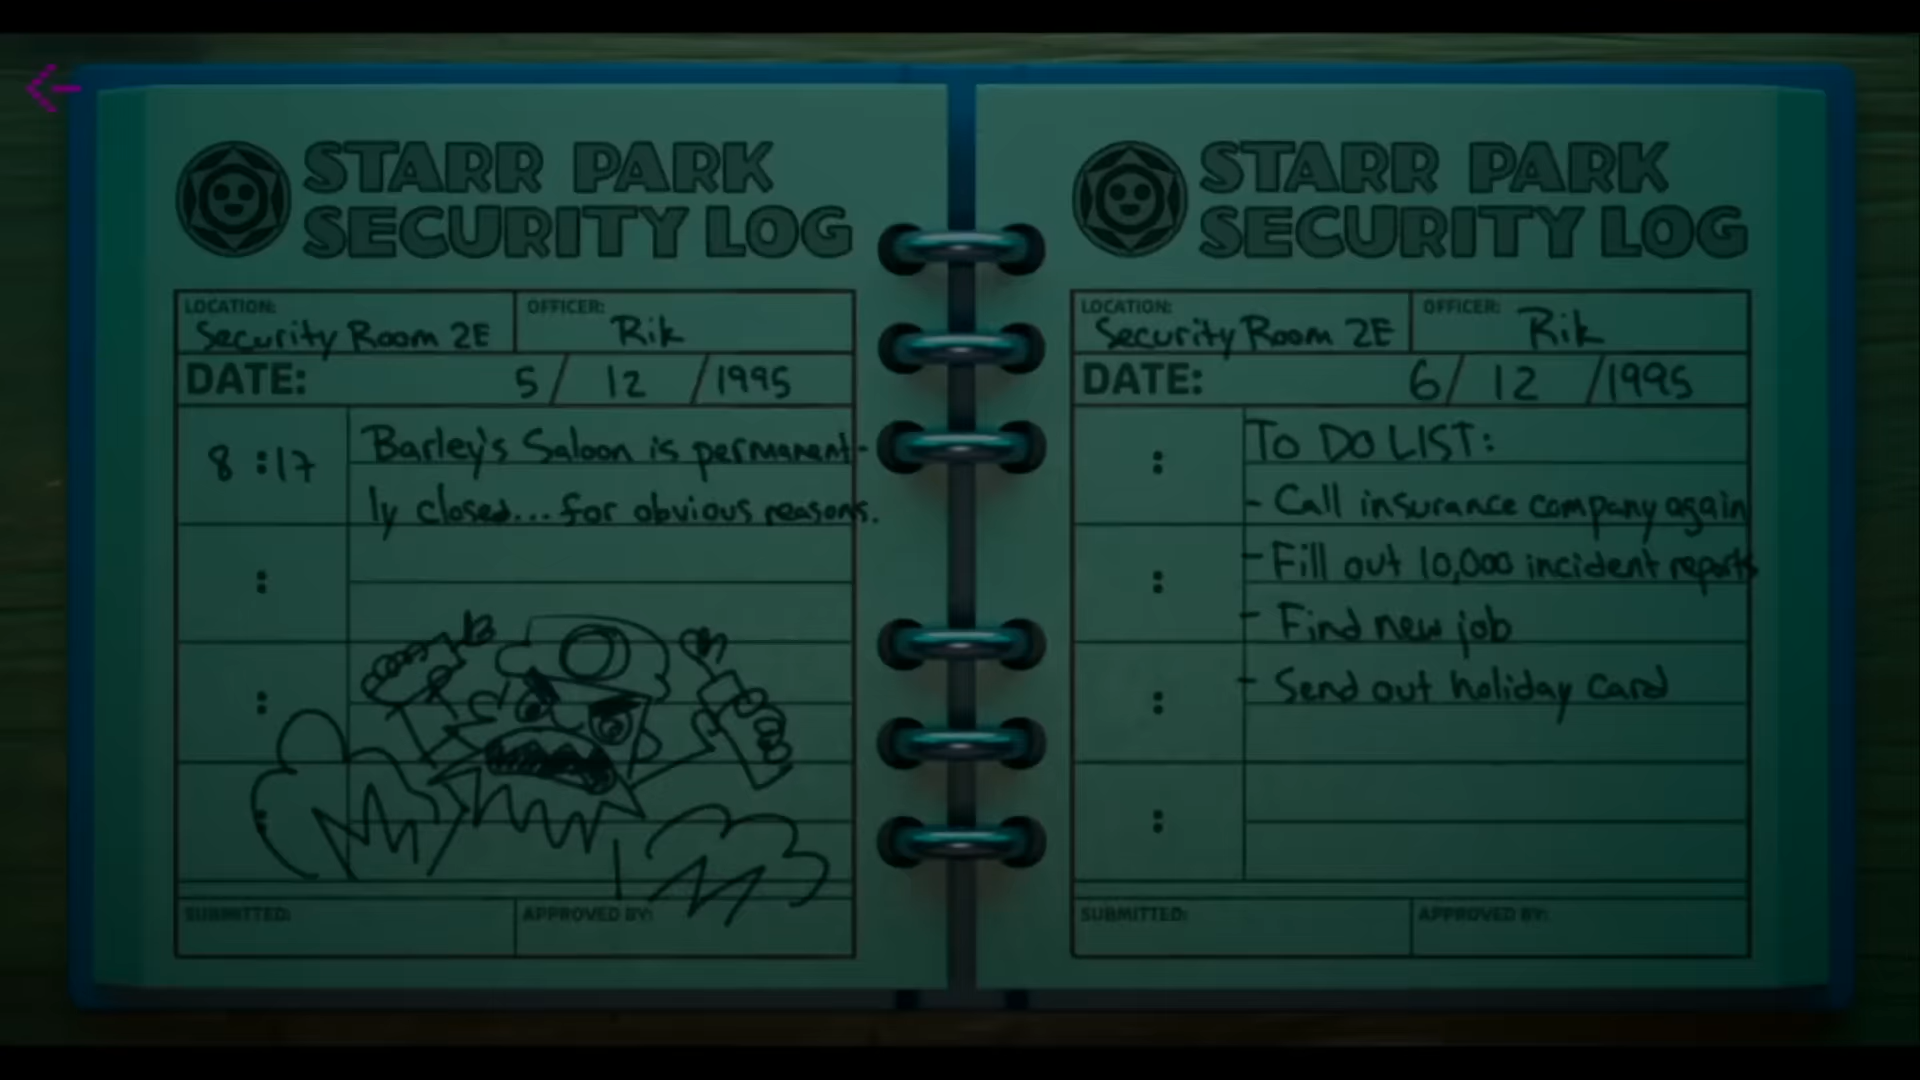 STARR PARK
SECURITY LOG
LOCATION:
Security Room 2E
OFFICER:
Rik
DATE:
5/12/1995
8:17
Barley's Saloon is permanent-
ly closed... for obvious reasons.
:
:
:
SUBMITTED:
APPROVED BY:
STARR PARK
SECURITY LOG
LOCATION:
Security Room 2E
OFFICER:
Rik
DATE:
6/12/1995
:
TO DO LIST:
- Call insurance company again
:
- Fill out 10,000 incident reports
- Find new job
:
- Send out holiday card
:
SUBMITTED:
APPROVED BY: